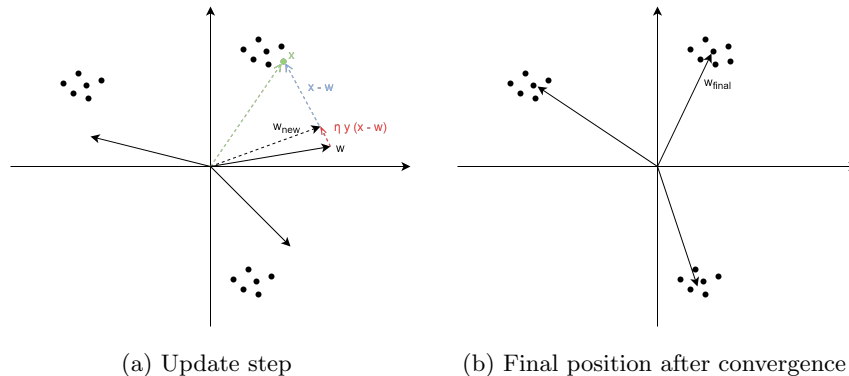 x
x - w
w_new
η y (x - w)
w
w_final
(a) Update step
(b) Final position after convergence